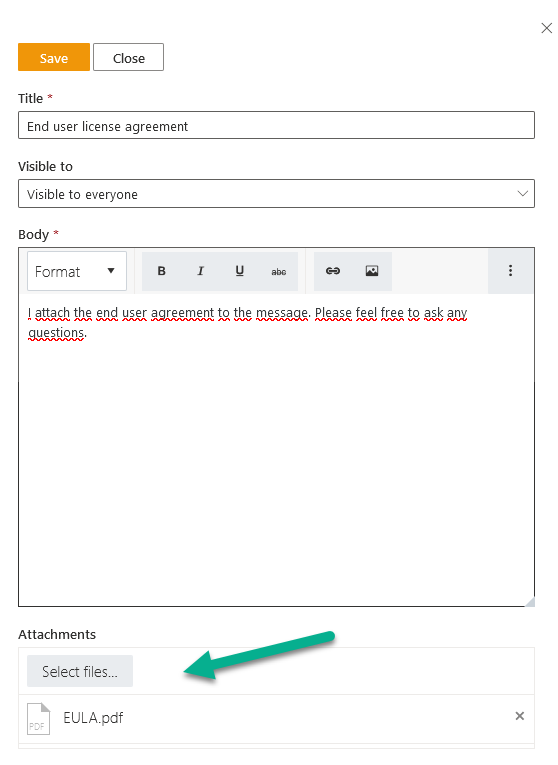 Save Close
Title *
End user license agreement
Visible to
Visible to everyone
Body *
Format B I U abc
I attach the end user agreement to the message. Please feel free to ask any
questions.
Attachments
Select files...
PDF EULA.pdf